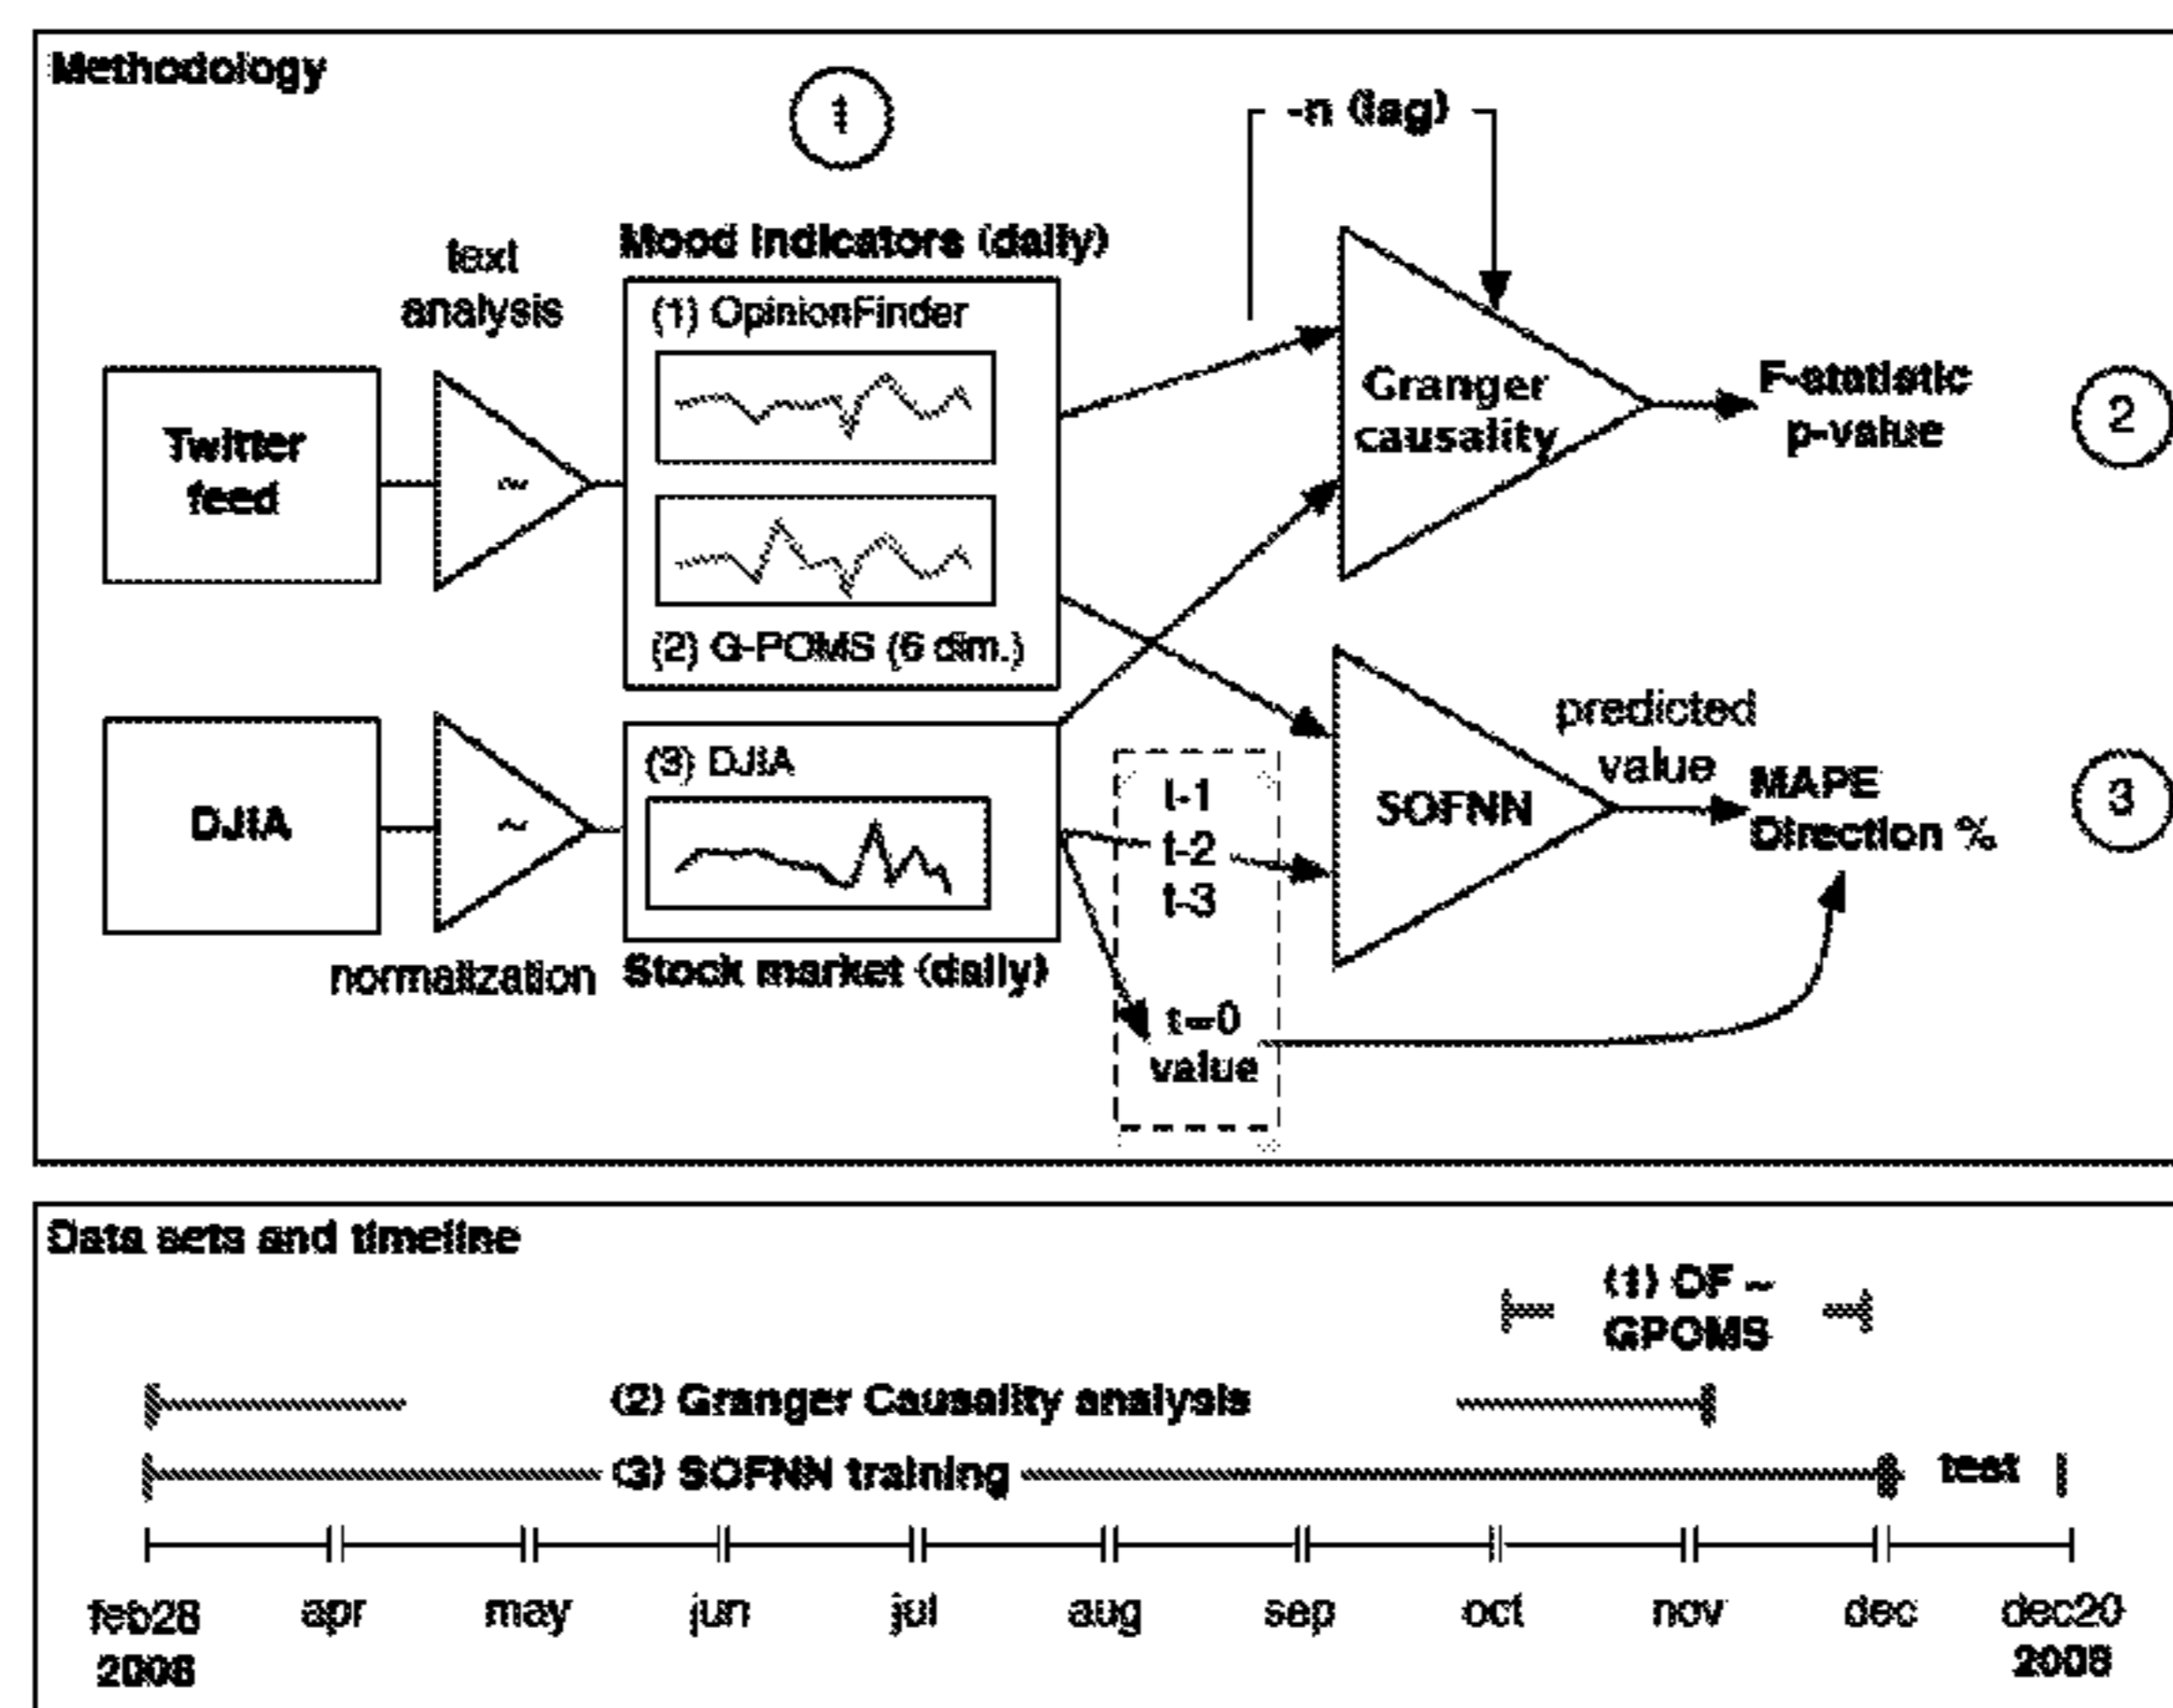 Methodology
1
-n (lag)
text
analysis
Mood indicators (daily)
(1) OpinionFinder
Twitter
feed
~
(2) G-POMS (6 dim.)
Granger
causality
F-statistic
p-value
2
DJIA
~
normalization
(3) DJIA
Stock market (daily)
t-1
t-2
t-3
t=0
value
SOFNN
predicted
value
MAPE
Direction %
3
Data sets and timeline
(1) OF ~
GPOMS
(2) Granger Causality analysis
(3) SOFNN training
test
feb28
2008
apr
may
jun
jul
aug
sep
oct
nov
dec
dec20
2008